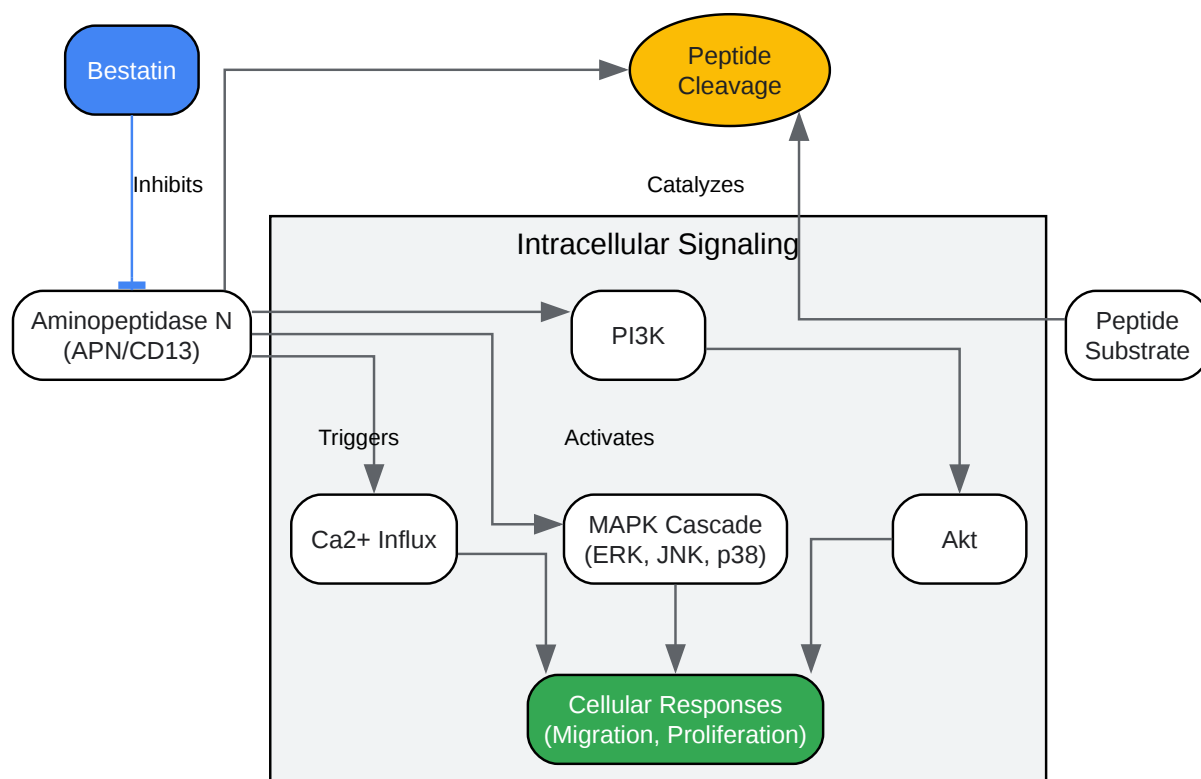 Bestatin
Peptide
Cleavage
Inhibits
Catalyzes
Intracellular Signaling
Aminopeptidase N
(APN/CD13)
PI3K
Peptide
Substrate
Triggers
Activates
Ca2+ Influx
MAPK Cascade
(ERK, JNK, p38)
Akt
Cellular Responses
(Migration, Proliferation)